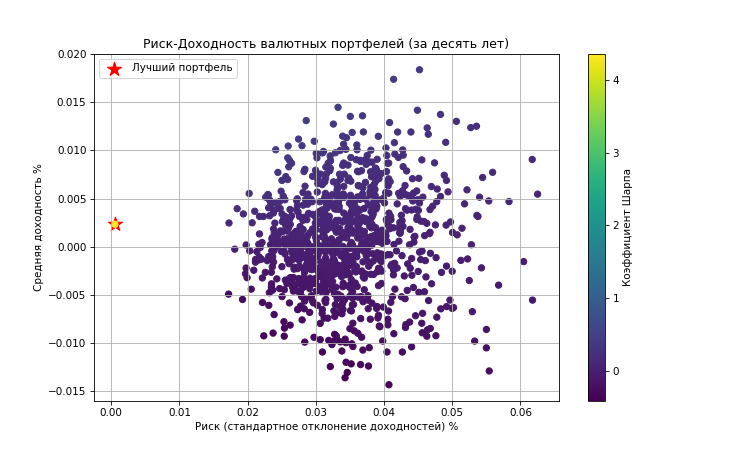 Риск-Доходность валютных портфелей (за десять лет)
Лучший портфель
0.020
0.015
0.010
0.005
0.000
−0.005
−0.010
−0.015
Средняя доходность %
0.00 0.01 0.02 0.03 0.04 0.05 0.06
Риск (стандартное отклонение доходностей) %
4
3
2
1
0
Коэффициент Шарпа